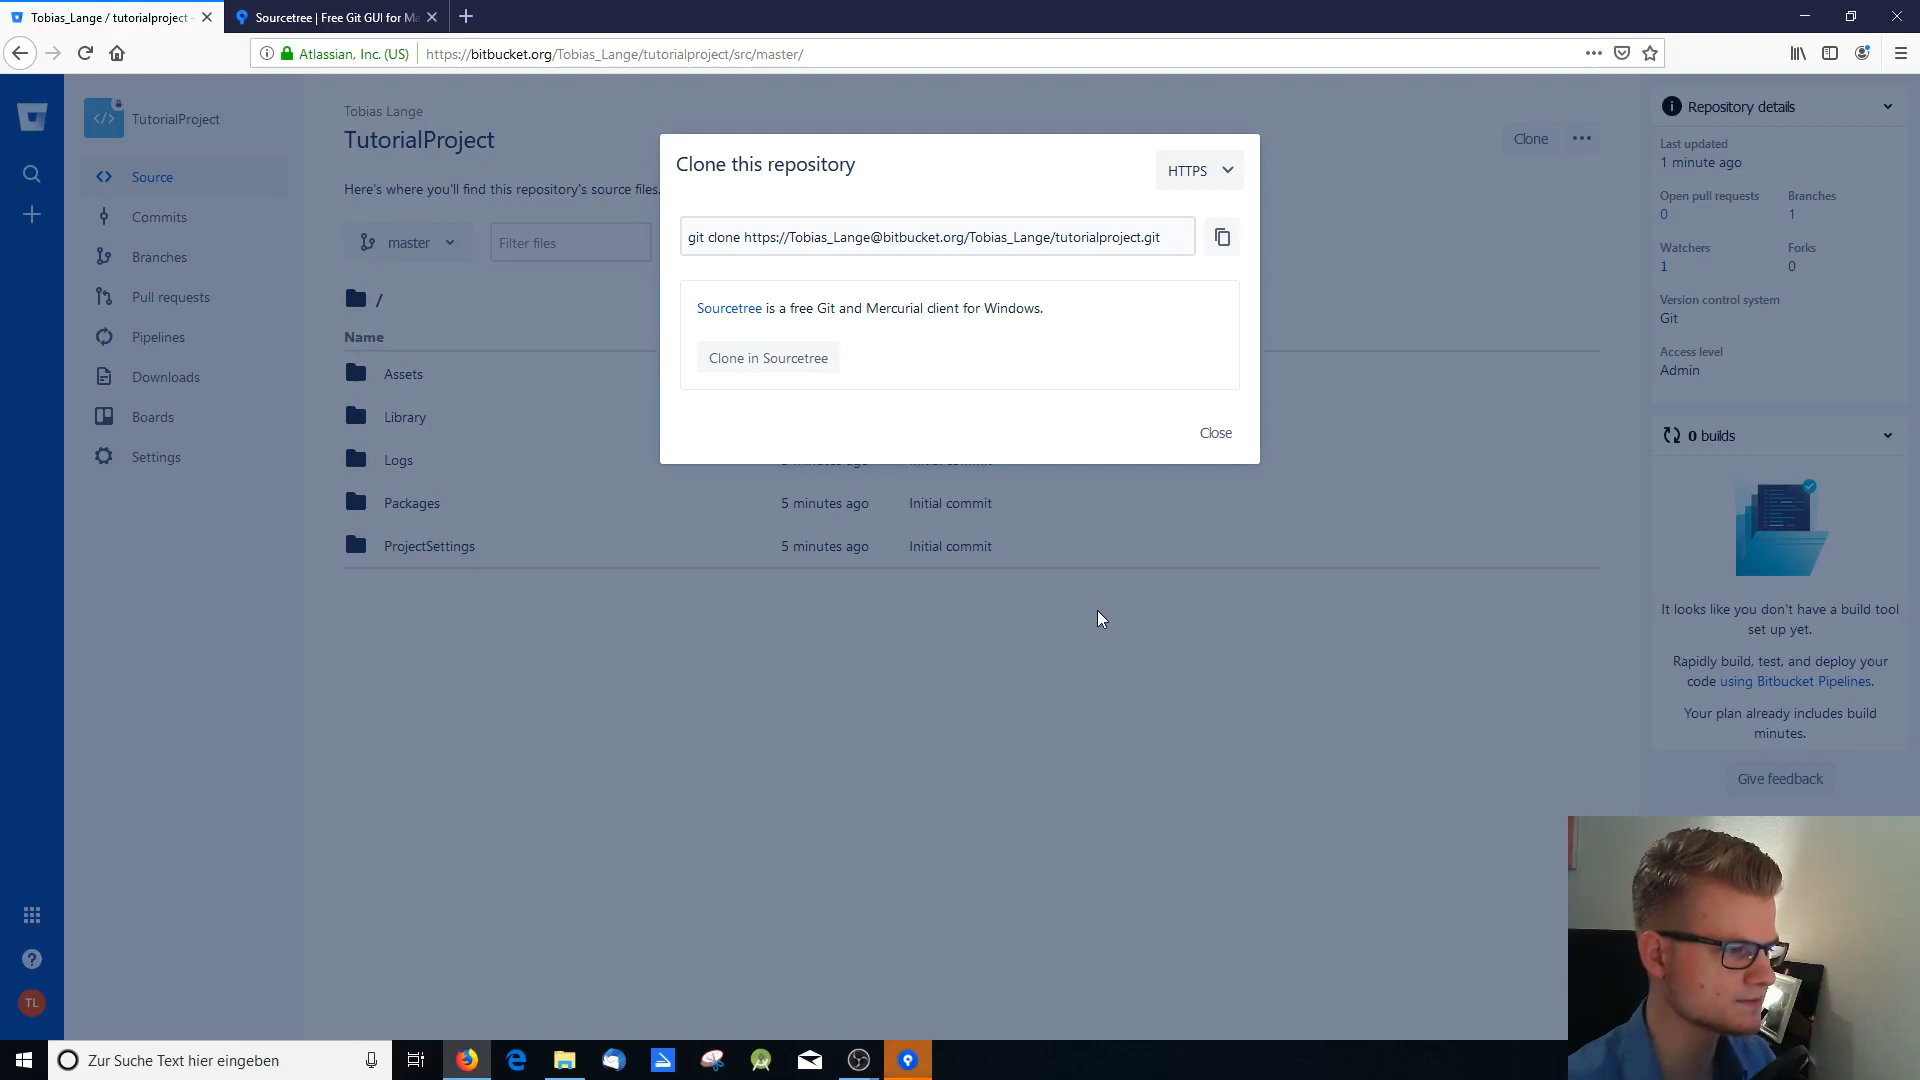 Tobias_Lange / tutorialproject
Sourcetree | Free Git GUI for Ma
Atlassian, Inc. (US)
https://bitbucket.org/Tobias_Lange/tutorialproject/src/master/
TutorialProject
Source
Commits
Branches
Pull requests
Pipelines
Downloads
Boards
Settings
TL
Tobias Lange
TutorialProject
Clone
Here's where you'll find this repository's source files.
master
Filter files
/
Name
Assets
Library
Logs
Packages 5 minutes ago Initial commit
ProjectSettings 5 minutes ago Initial commit
Clone this repository
HTTPS
git clone https://Tobias_Lange@bitbucket.org/Tobias_Lange/tutorialproject.git
Sourcetree is a free Git and Mercurial client for Windows.
Clone in Sourcetree
Close
Repository details
Last updated
1 minute ago
Open pull requests Branches
0 1
Watchers Forks
1 0
Version control system
Git
Access level
Admin
0 builds
It looks like you don't have a build tool
set up yet.
Rapidly build, test, and deploy your
code using Bitbucket Pipelines.
Your plan already includes build
minutes.
Give feedback
Zur Suche Text hier eingeben